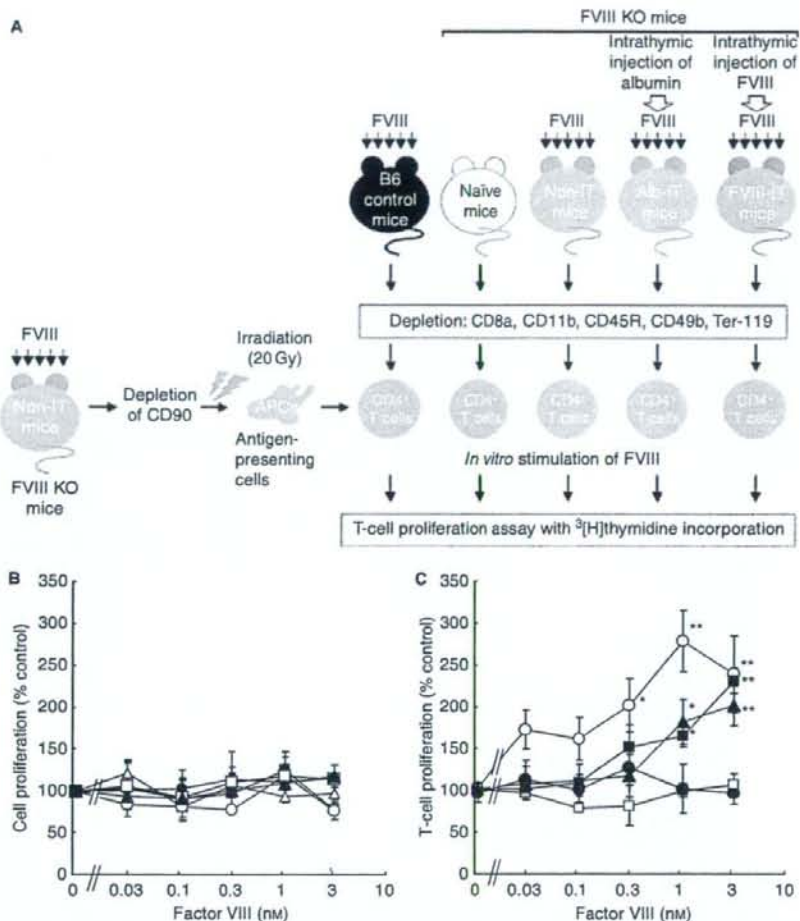 A
FVIII KO mice
Intrathymic
injection of
albumin
Intrathymic
injection of
FVIII
FVIII
FVIII
FVIII
FVIII
B6
control
mice
Naïve
mice
Non-IT
mice
Alb-IT
mice
FVIII-IT
mice
Depletion: CD8a, CD11b, CD45R, CD49b, Ter-119
FVIII
Non-IT
mice
FVIII KO
mice
Depletion
of CD90
Irradiation
(20 Gy)
APCs
Antigen-
presenting
cells
CD4+
T cells
CD4+
T cells
CD4+
T cells
CD4+
T cells
CD4+
T cells
In vitro stimulation of FVIII
T-cell proliferation assay with ³[H]thymidine incorporation
B
Cell proliferation (% control)
350
300
250
200
150
100
50
0
0
0.03
0.1
0.3
1
3
10
Factor VIII (nM)
C
T-cell proliferation (% control)
350
300
250
200
150
100
50
0
**
*
**
**
*
*
**
0
0.03
0.1
0.3
1
3
10
Factor VIII (nM)